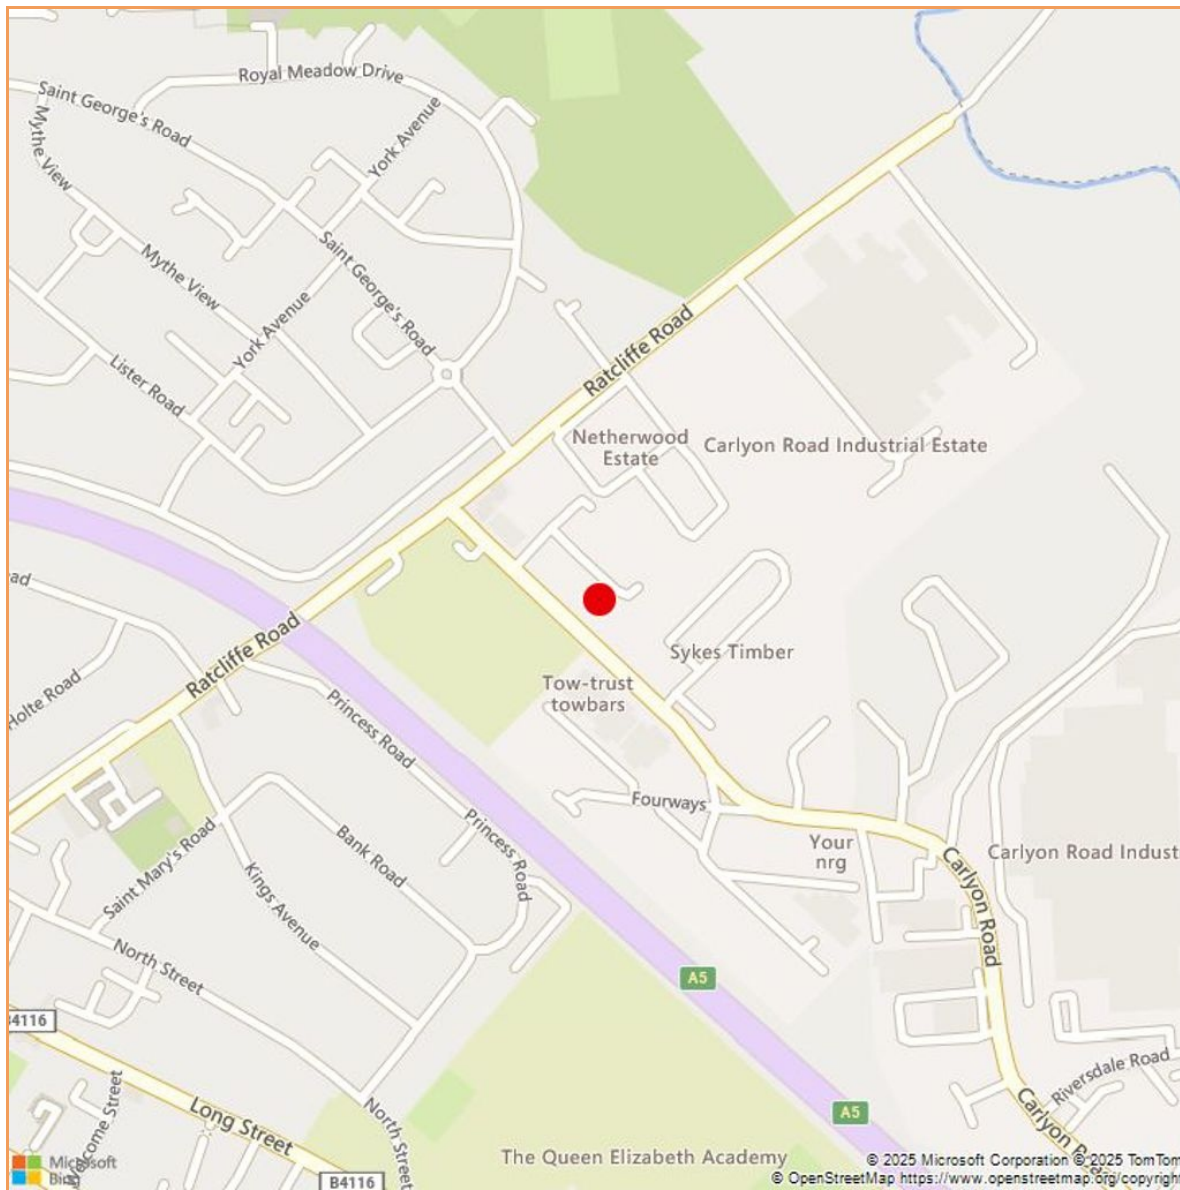 Royal Meadow Drive
Saint George's Road
Mythe View
York Avenue
Saint George's Road
Mythe View
York Avenue
Lister Road
Ratcliffe Road
Netherwood
Estate
Carlyon Road Industrial Estate
ad
Ratcliffe Road
Sykes Timber
Holte Road
Tow-trust
towbars
Princess Road
Fourways
Princess Road
Bank Road
Your
nrg
Carlyon Road Indust
Saint Mary's Road
Kings Avenue
Carlyon Road
North Street
A5
B4116
Riversdale Road
Long Street
A5
North Street
Welcome Street
Carlyon Road
The Queen Elizabeth Academy
Microsoft
Bing
B4116
© 2025 Microsoft Corporation © 2025 TomTom
© OpenStreetMap https://www.openstreetmap.org/copyright